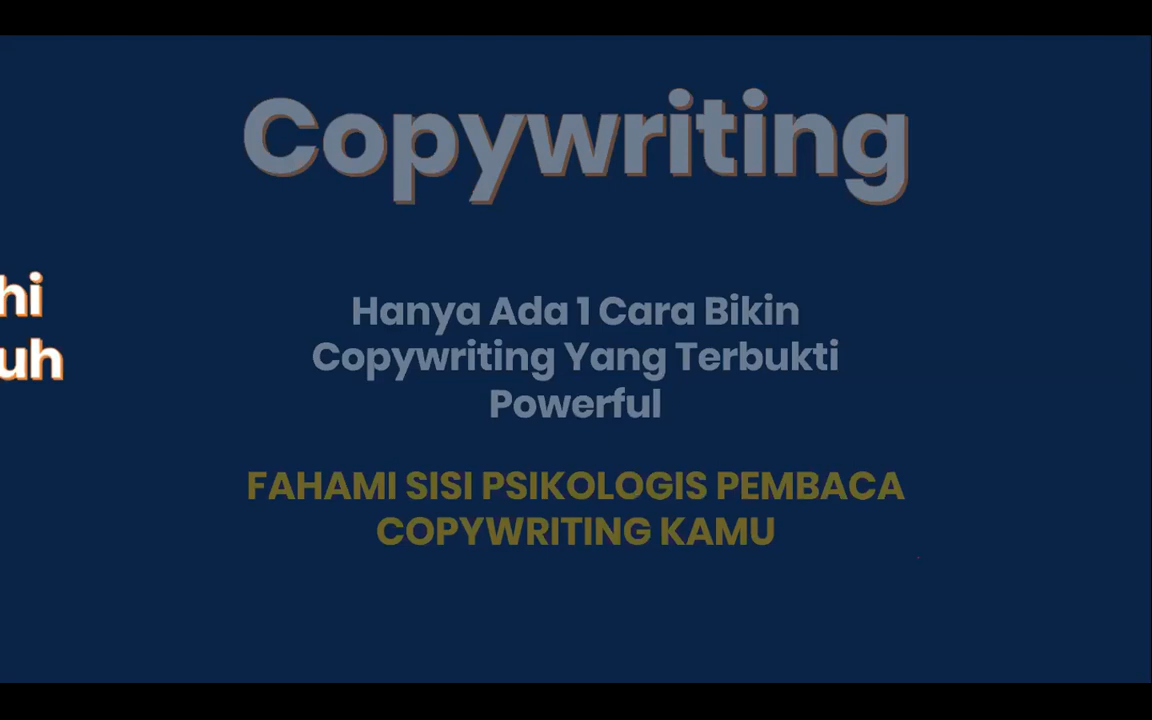 Copywriting
Hanya Ada 1 Cara Bikin
Copywriting Yang Terbukti
Powerful
FAHAMI SISI PSIKOLOGIS PEMBACA
COPYWRITING KAMU